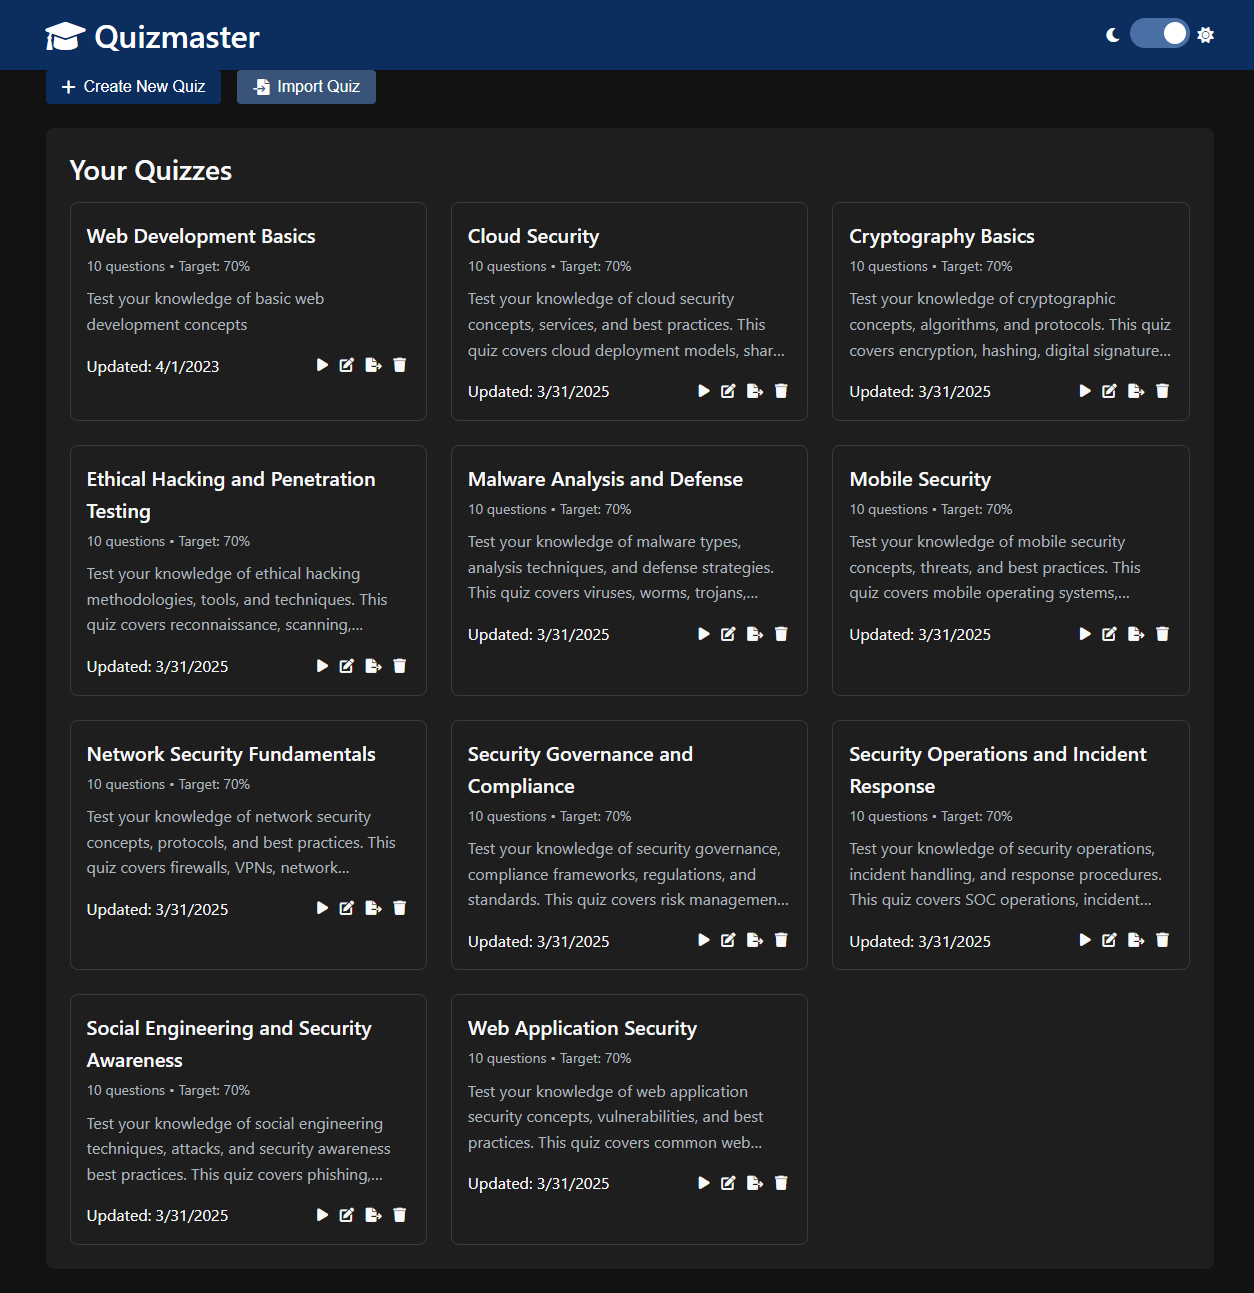 Quizmaster
Create New Quiz
Import Quiz
Your Quizzes
Web Development Basics
10 questions • Target: 70%
Test your knowledge of basic web
development concepts
Updated: 4/1/2023
Cloud Security
10 questions • Target: 70%
Test your knowledge of cloud security
concepts, services, and best practices. This
quiz covers cloud deployment models, shar...
Updated: 3/31/2025
Cryptography Basics
10 questions • Target: 70%
Test your knowledge of cryptographic
concepts, algorithms, and protocols. This quiz
covers encryption, hashing, digital signature...
Updated: 3/31/2025
Ethical Hacking and Penetration
Testing
10 questions • Target: 70%
Test your knowledge of ethical hacking
methodologies, tools, and techniques. This
quiz covers reconnaissance, scanning,...
Updated: 3/31/2025
Malware Analysis and Defense
10 questions • Target: 70%
Test your knowledge of malware types,
analysis techniques, and defense strategies.
This quiz covers viruses, worms, trojans,...
Updated: 3/31/2025
Mobile Security
10 questions • Target: 70%
Test your knowledge of mobile security
concepts, threats, and best practices. This
quiz covers mobile operating systems,...
Updated: 3/31/2025
Network Security Fundamentals
10 questions • Target: 70%
Test your knowledge of network security
concepts, protocols, and best practices. This
quiz covers firewalls, VPNs, network...
Updated: 3/31/2025
Security Governance and
Compliance
10 questions • Target: 70%
Test your knowledge of security governance,
compliance frameworks, regulations, and
standards. This quiz covers risk managemen...
Updated: 3/31/2025
Security Operations and Incident
Response
10 questions • Target: 70%
Test your knowledge of security operations,
incident handling, and response procedures.
This quiz covers SOC operations, incident...
Updated: 3/31/2025
Social Engineering and Security
Awareness
10 questions • Target: 70%
Test your knowledge of social engineering
techniques, attacks, and security awareness
best practices. This quiz covers phishing,...
Updated: 3/31/2025
Web Application Security
10 questions • Target: 70%
Test your knowledge of web application
security concepts, vulnerabilities, and best
practices. This quiz covers common web...
Updated: 3/31/2025